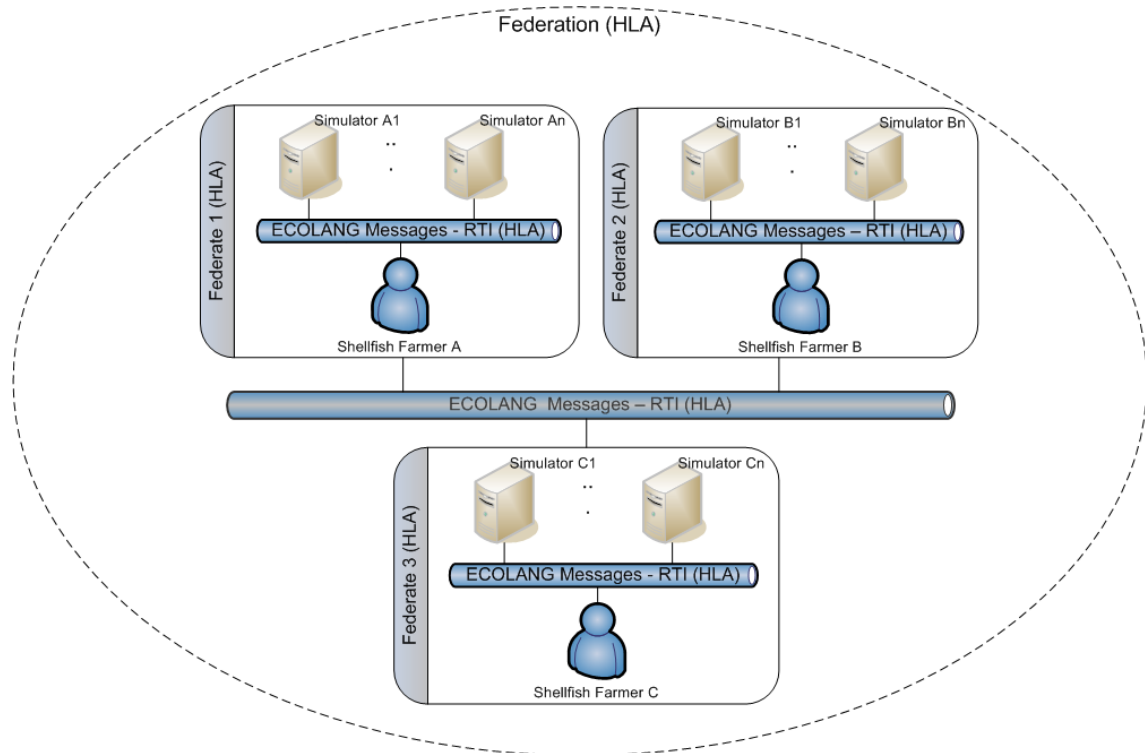 Federation (HLA)
Federate 1 (HLA)
Simulator A1
Simulator An
..
.
ECOLANG Messages - RTI (HLA)
Shellfish Farmer A
Federate 2 (HLA)
Simulator B1
Simulator Bn
..
.
ECOLANG Messages – RTI (HLA)
Shellfish Farmer B
ECOLANG Messages – RTI (HLA)
Federate 3 (HLA)
Simulator C1
Simulator Cn
..
.
ECOLANG Messages - RTI (HLA)
Shellfish Farmer C